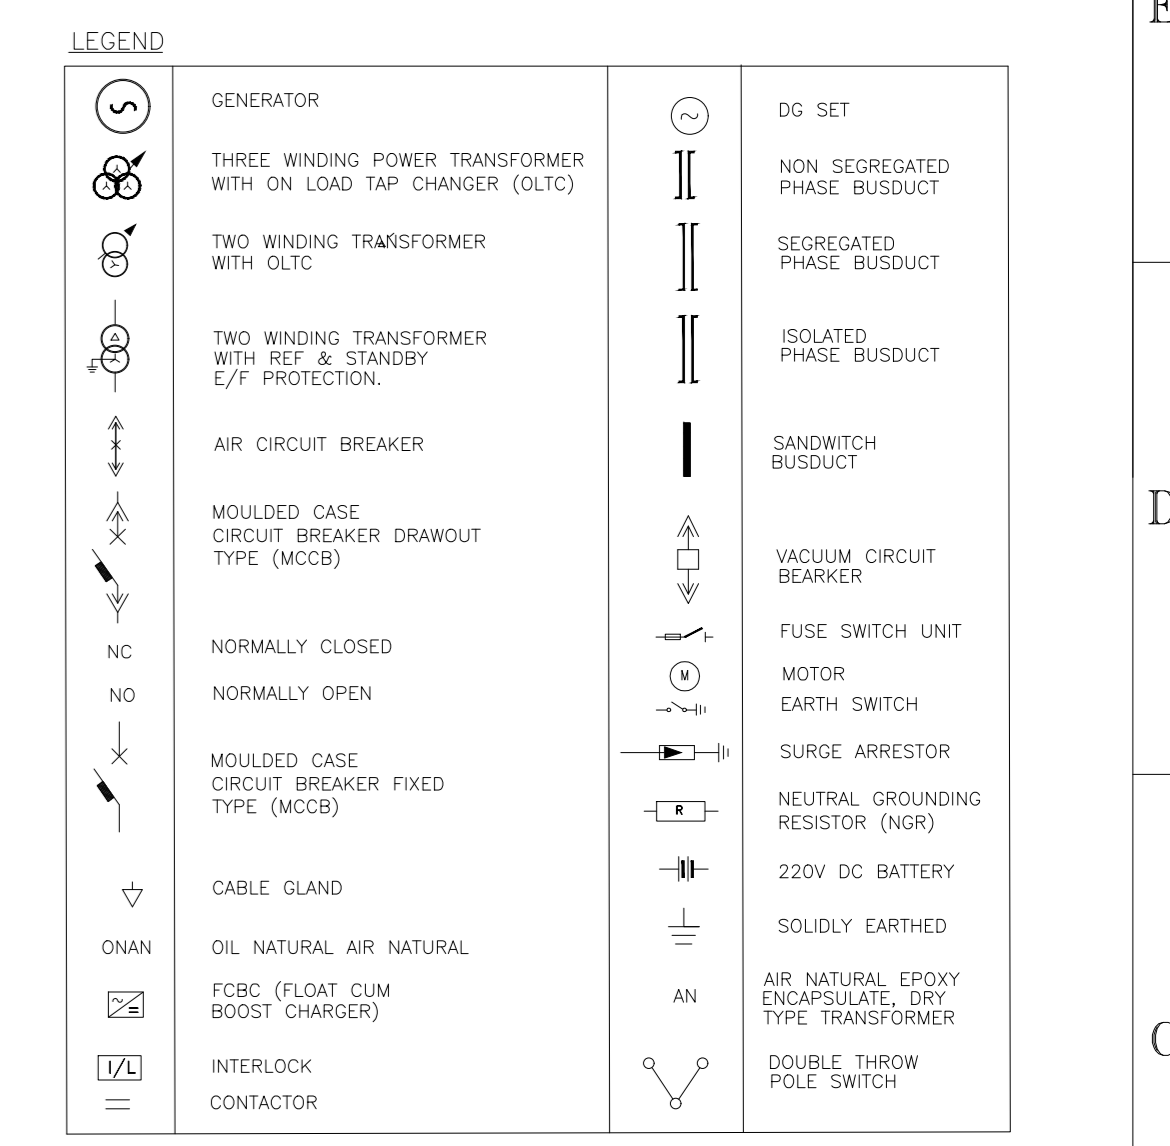 LEGEND
GENERATOR
THREE WINDING POWER TRANSFORMER
WITH ON LOAD TAP CHANGER (OLTC)
TWO WINDING TRANSFORMER
WITH OLTC
TWO WINDING TRANSFORMER
WITH REF & STANDBY
E/F PROTECTION.
AIR CIRCUIT BREAKER
MOULDED CASE
CIRCUIT BREAKER DRAWOUT
TYPE (MCCB)
NC NORMALLY CLOSED
NO NORMALLY OPEN
MOULDED CASE
CIRCUIT BREAKER FIXED
TYPE (MCCB)
CABLE GLAND
ONAN OIL NATURAL AIR NATURAL
FCBC (FLOAT CUM
BOOST CHARGER)
I/L INTERLOCK
CONTACTOR
DG SET
NON SEGREGATED
PHASE BUSDUCT
SEGREGATED
PHASE BUSDUCT
ISOLATED
PHASE BUSDUCT
SANDWITCH
BUSDUCT
VACUUM CIRCUIT
BEARKER
FUSE SWITCH UNIT
M MOTOR
EARTH SWITCH
SURGE ARRESTOR
R NEUTRAL GROUNDING
RESISTOR (NGR)
220V DC BATTERY
SOLIDLY EARTHED
AN AIR NATURAL EPOXY
ENCAPSULATE, DRY
TYPE TRANSFORMER
DOUBLE THROW
POLE SWITCH
E
D
C